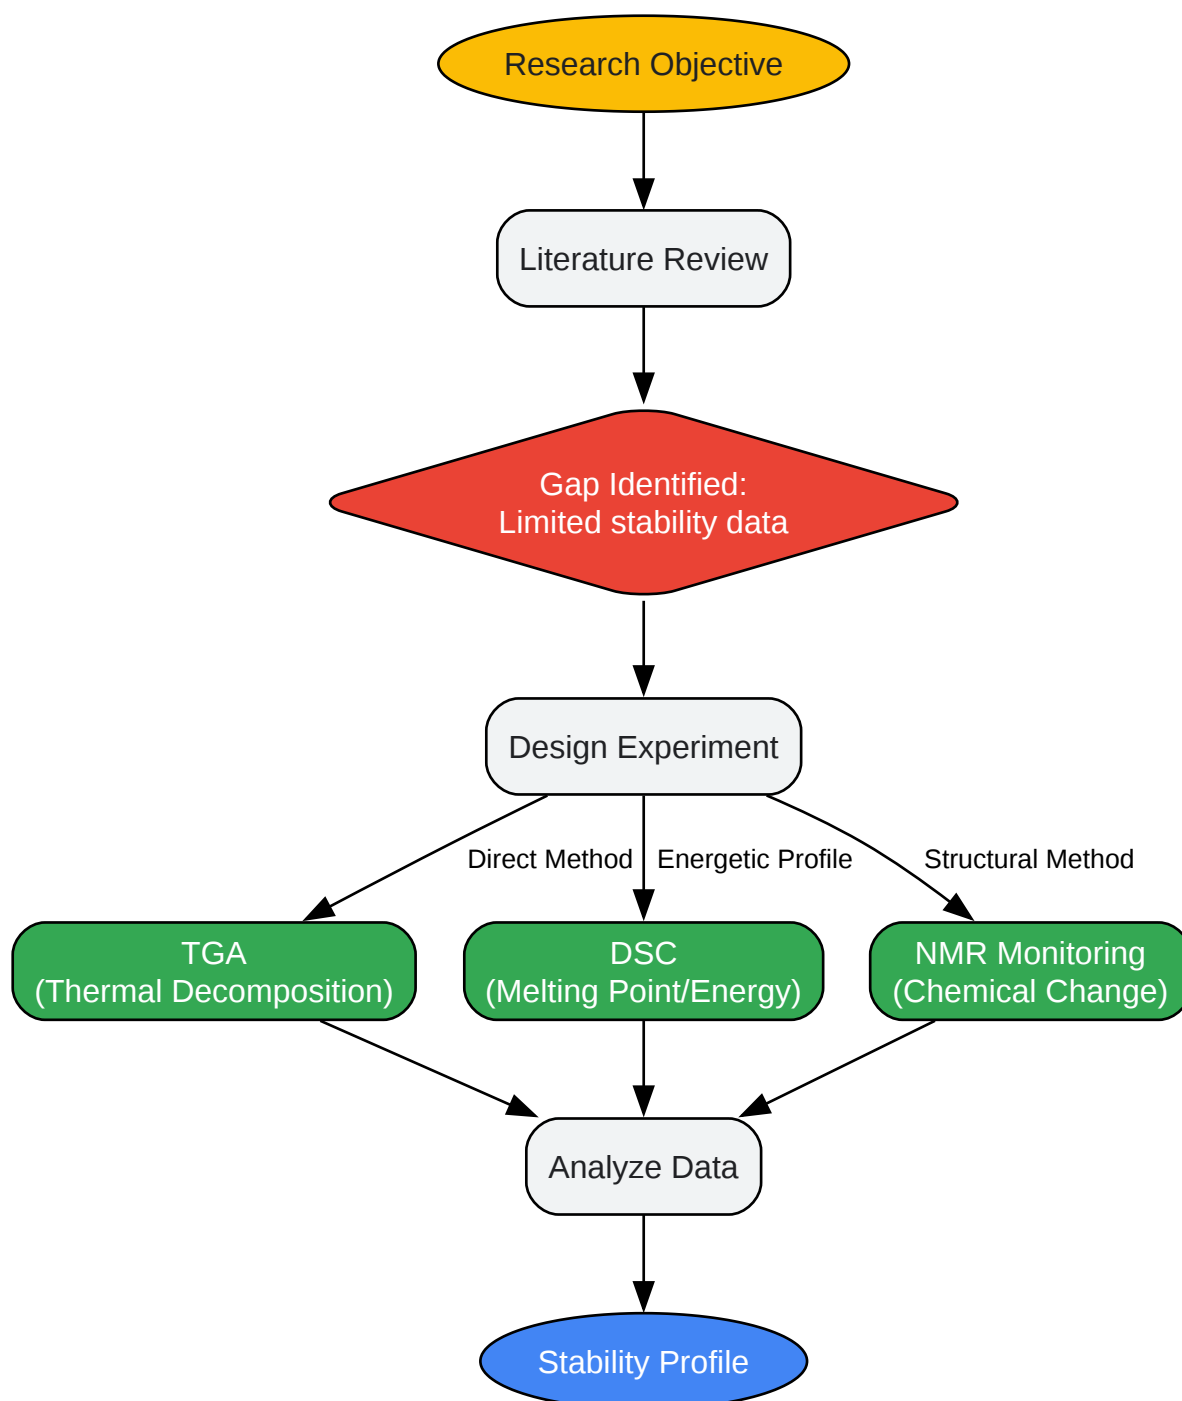 Research Objective
Literature Review
Gap Identified:
Limited stability data
Design Experiment
Direct Method
Energetic Profile
Structural Method
TGA
(Thermal Decomposition)
DSC
(Melting Point/Energy)
NMR Monitoring
(Chemical Change)
Analyze Data
Stability Profile